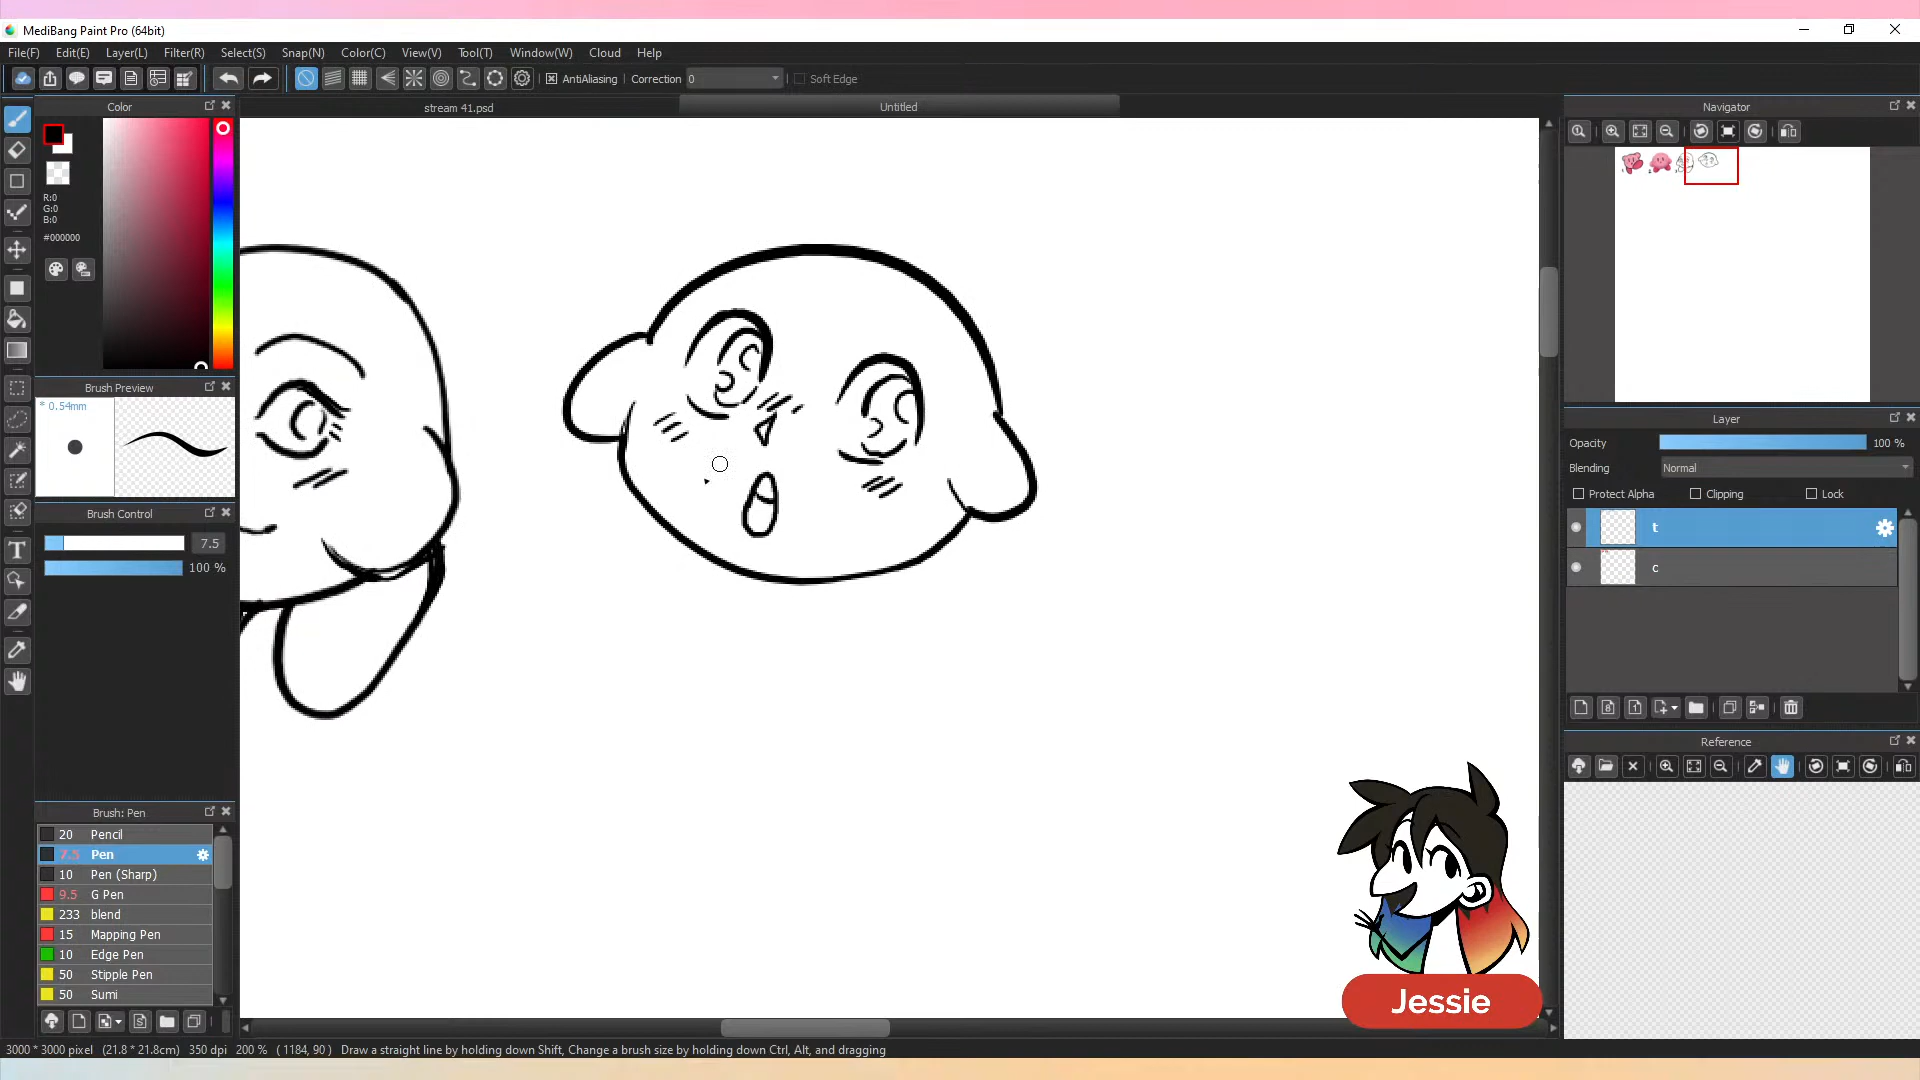 MediBang Paint Pro (64bit)
File(F) Edit(E) Layer(L) Filter(R) Select(S) Snap(N) Color(C) View(V) Tool(T) Window(W) Cloud Help
AntiAliasing Correction 0 Soft Edge
Color
stream 41.psd
Untitled
Navigator
R:0
G:0
B:0
#000000
Brush Preview
* 0.54mm
Brush Control
7.5
100 %
Layer
Opacity 100 %
Blending Normal
Protect Alpha Clipping Lock
t
c
Reference
Brush: Pen
20 Pencil
7.5 Pen
10 Pen (Sharp)
9.5 G Pen
233 blend
15 Mapping Pen
10 Edge Pen
50 Stipple Pen
50 Sumi
Jessie
3000 * 3000 pixel (21.8 * 21.8cm) 350 dpi 200 % ( 1184, 90 ) Draw a straight line by holding down Shift, Change a brush size by holding down Ctrl, Alt, and dragging